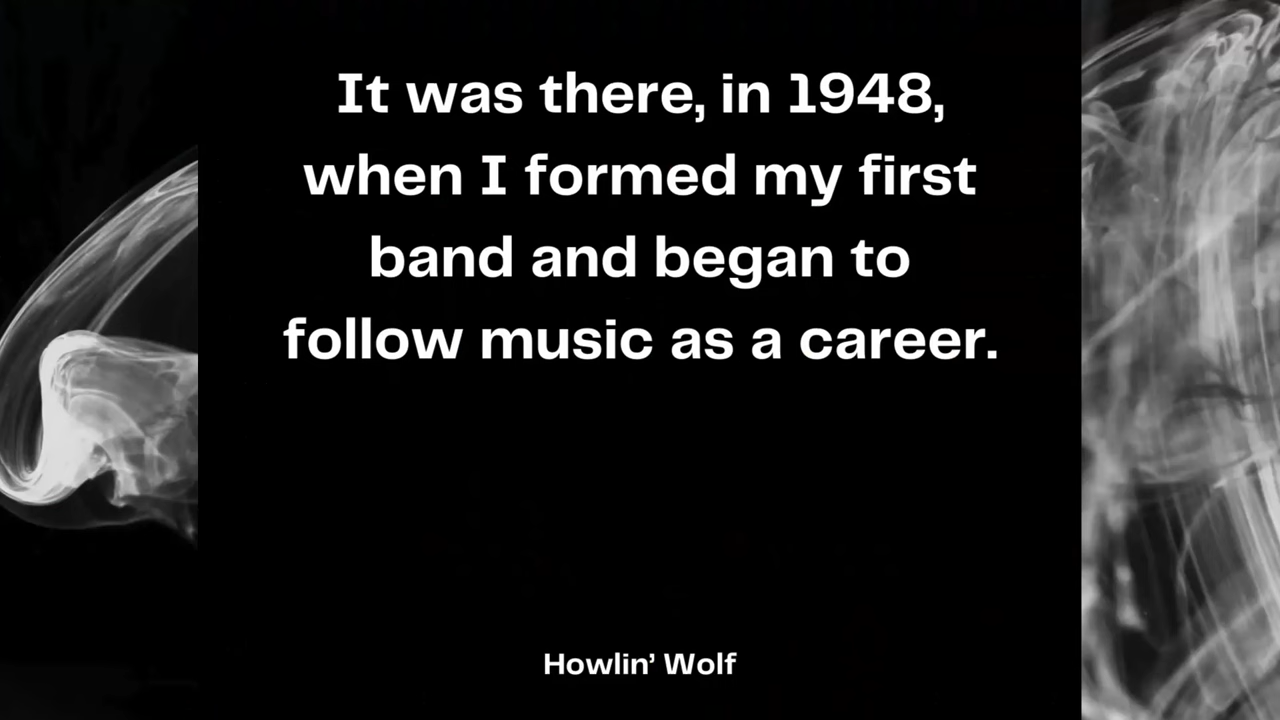 It was there, in 1948,
when I formed my first
band and began to
follow music as a career.
Howlin’ Wolf